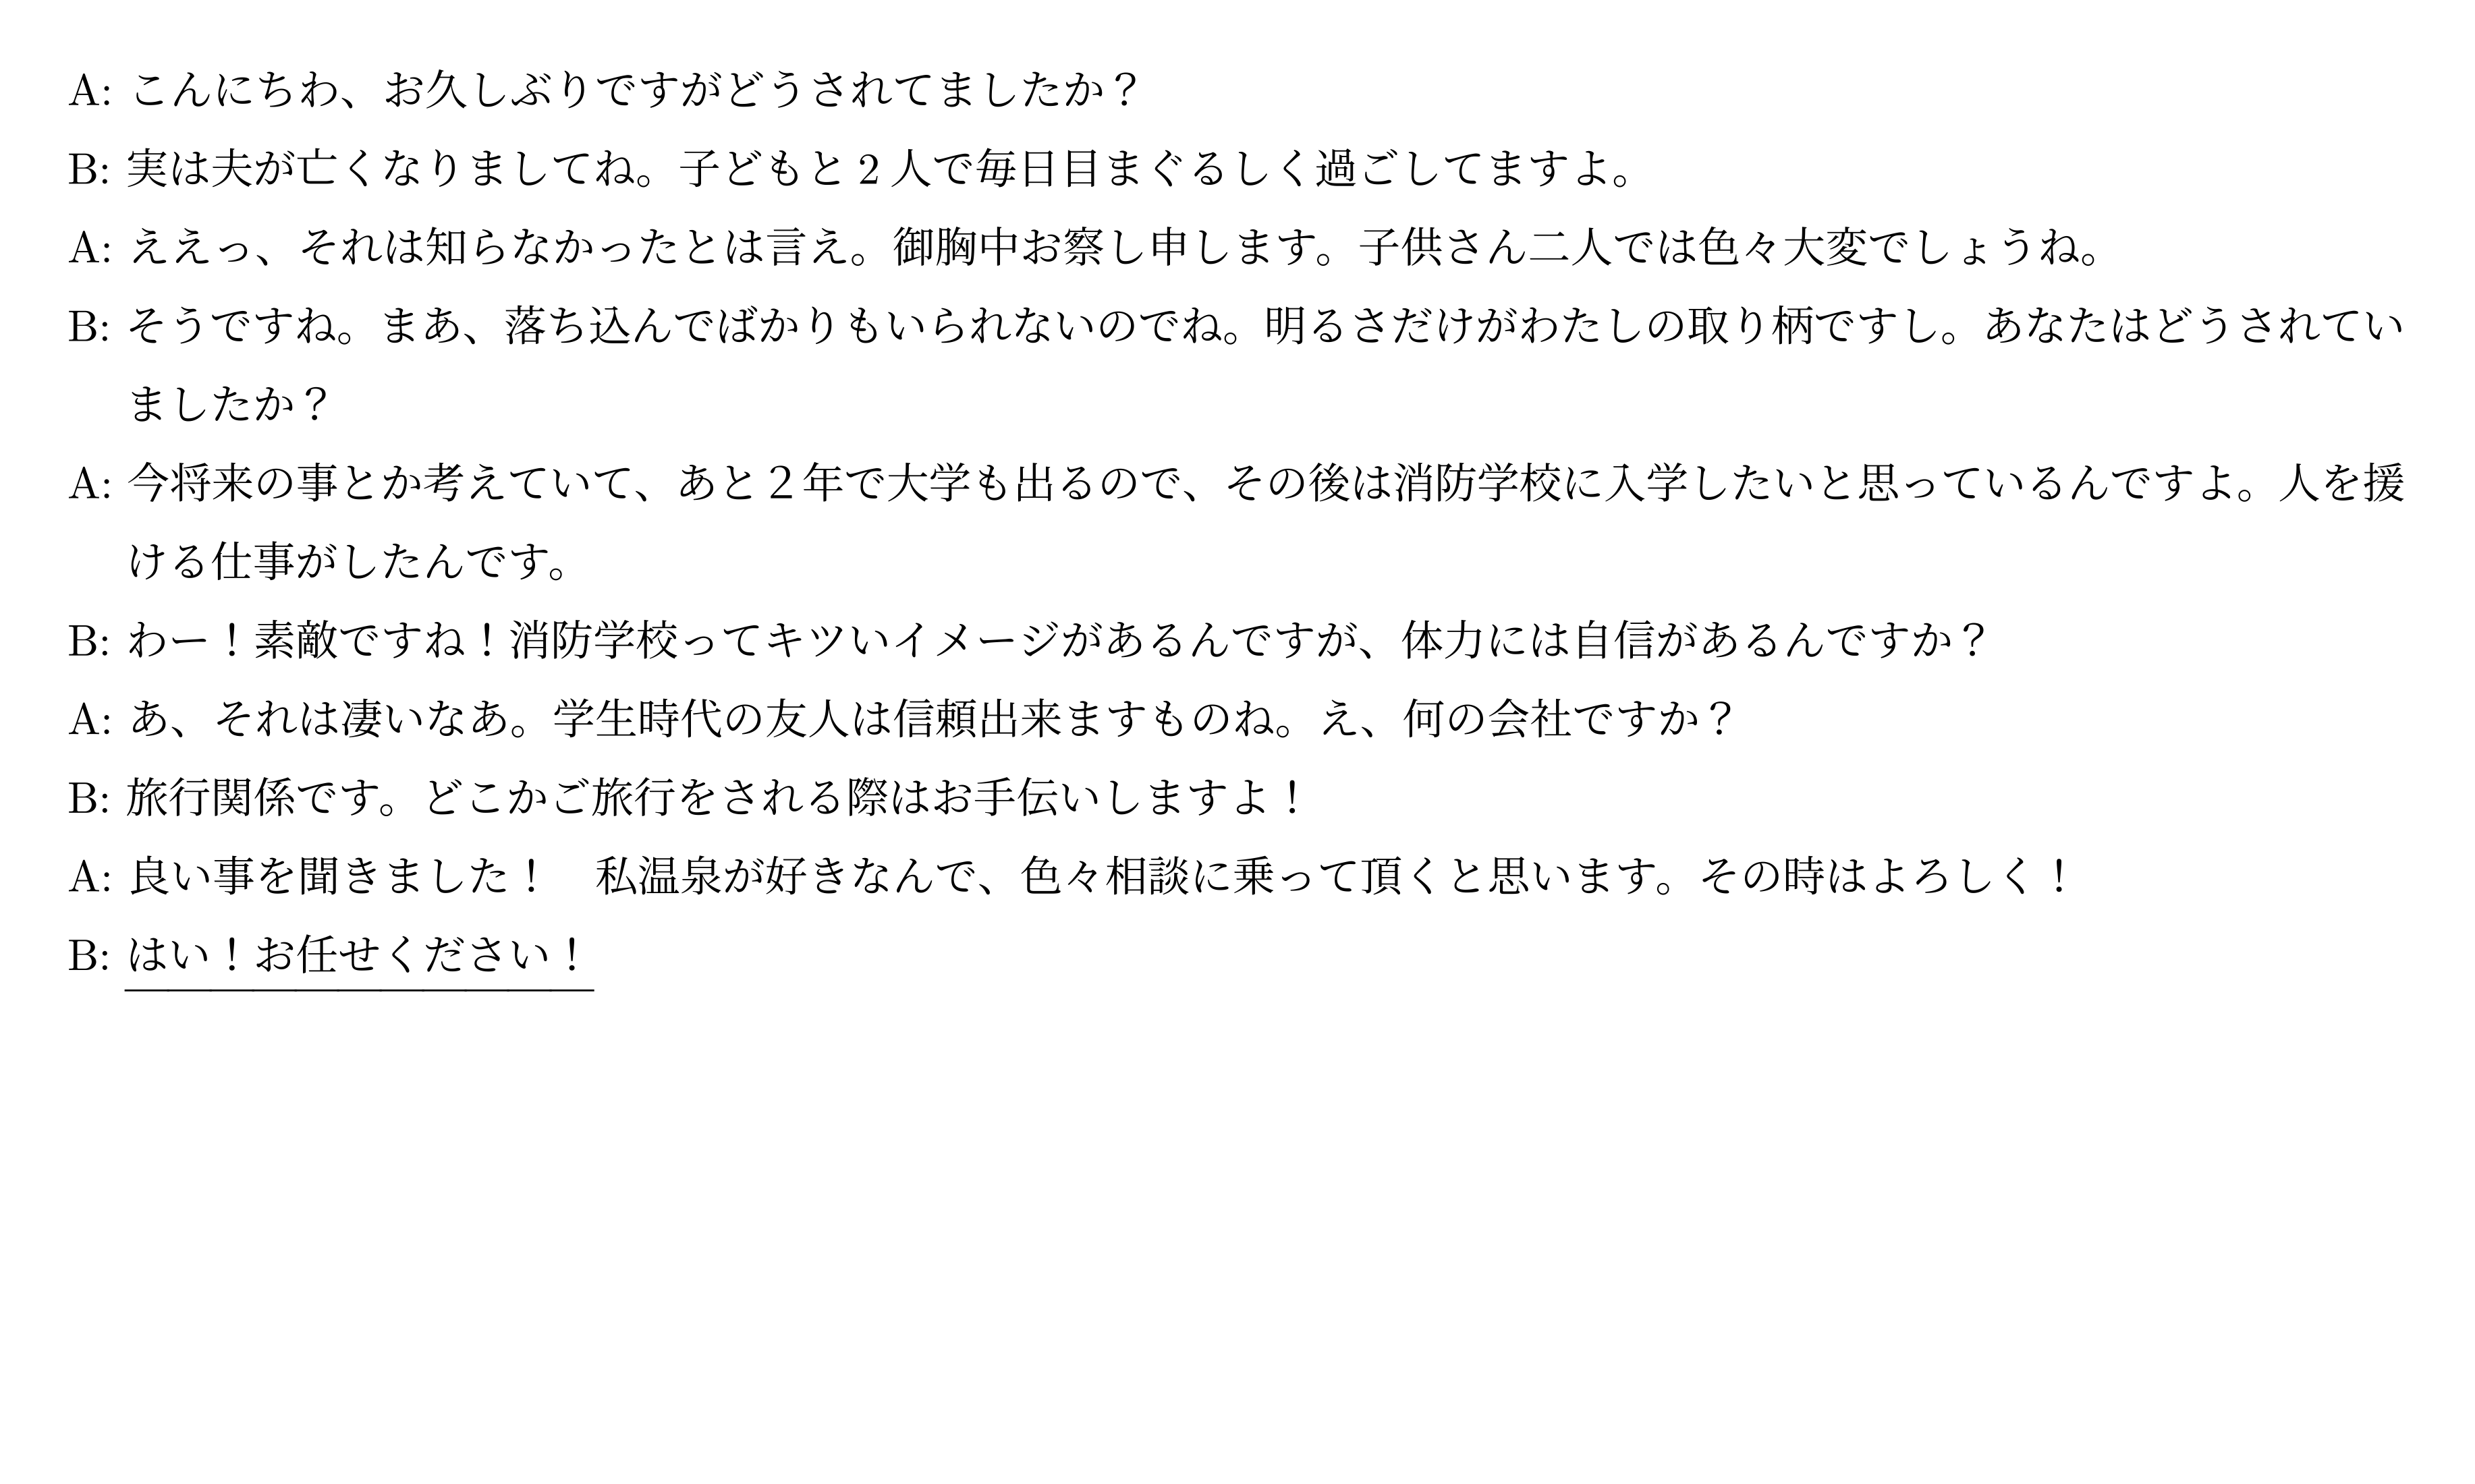 A: こんにちわ、お久しぶりですがどうされてましたか？
B: 実は夫が亡くなりましてね。子どもと 2 人で毎日目まぐるしく過ごしてますよ。
A: ええっ、それは知らなかったとは言え。御胸中お察し申します。子供さん二人では色々大変でしょうね。
B: そうですね。まあ、落ち込んでばかりもいられないのでね。明るさだけがわたしの取り柄ですし。あなたはどうされてい
ましたか？
A: 今将来の事とか考えていて、あと 2 年で大学も出るので、その後は消防学校に入学したいと思っているんですよ。人を援
ける仕事がしたんです。
B: わー！素敵ですね！消防学校ってキツいイメージがあるんですが、体力には自信があるんですか？
A: あ、それは凄いなあ。学生時代の友人は信頼出来ますものね。え、何の会社ですか？
B: 旅行関係です。どこかご旅行をされる際はお手伝いしますよ！
A: 良い事を聞きました！　私温泉が好きなんで、色々相談に乗って頂くと思います。その時はよろしく！
B: はい！お任せください！